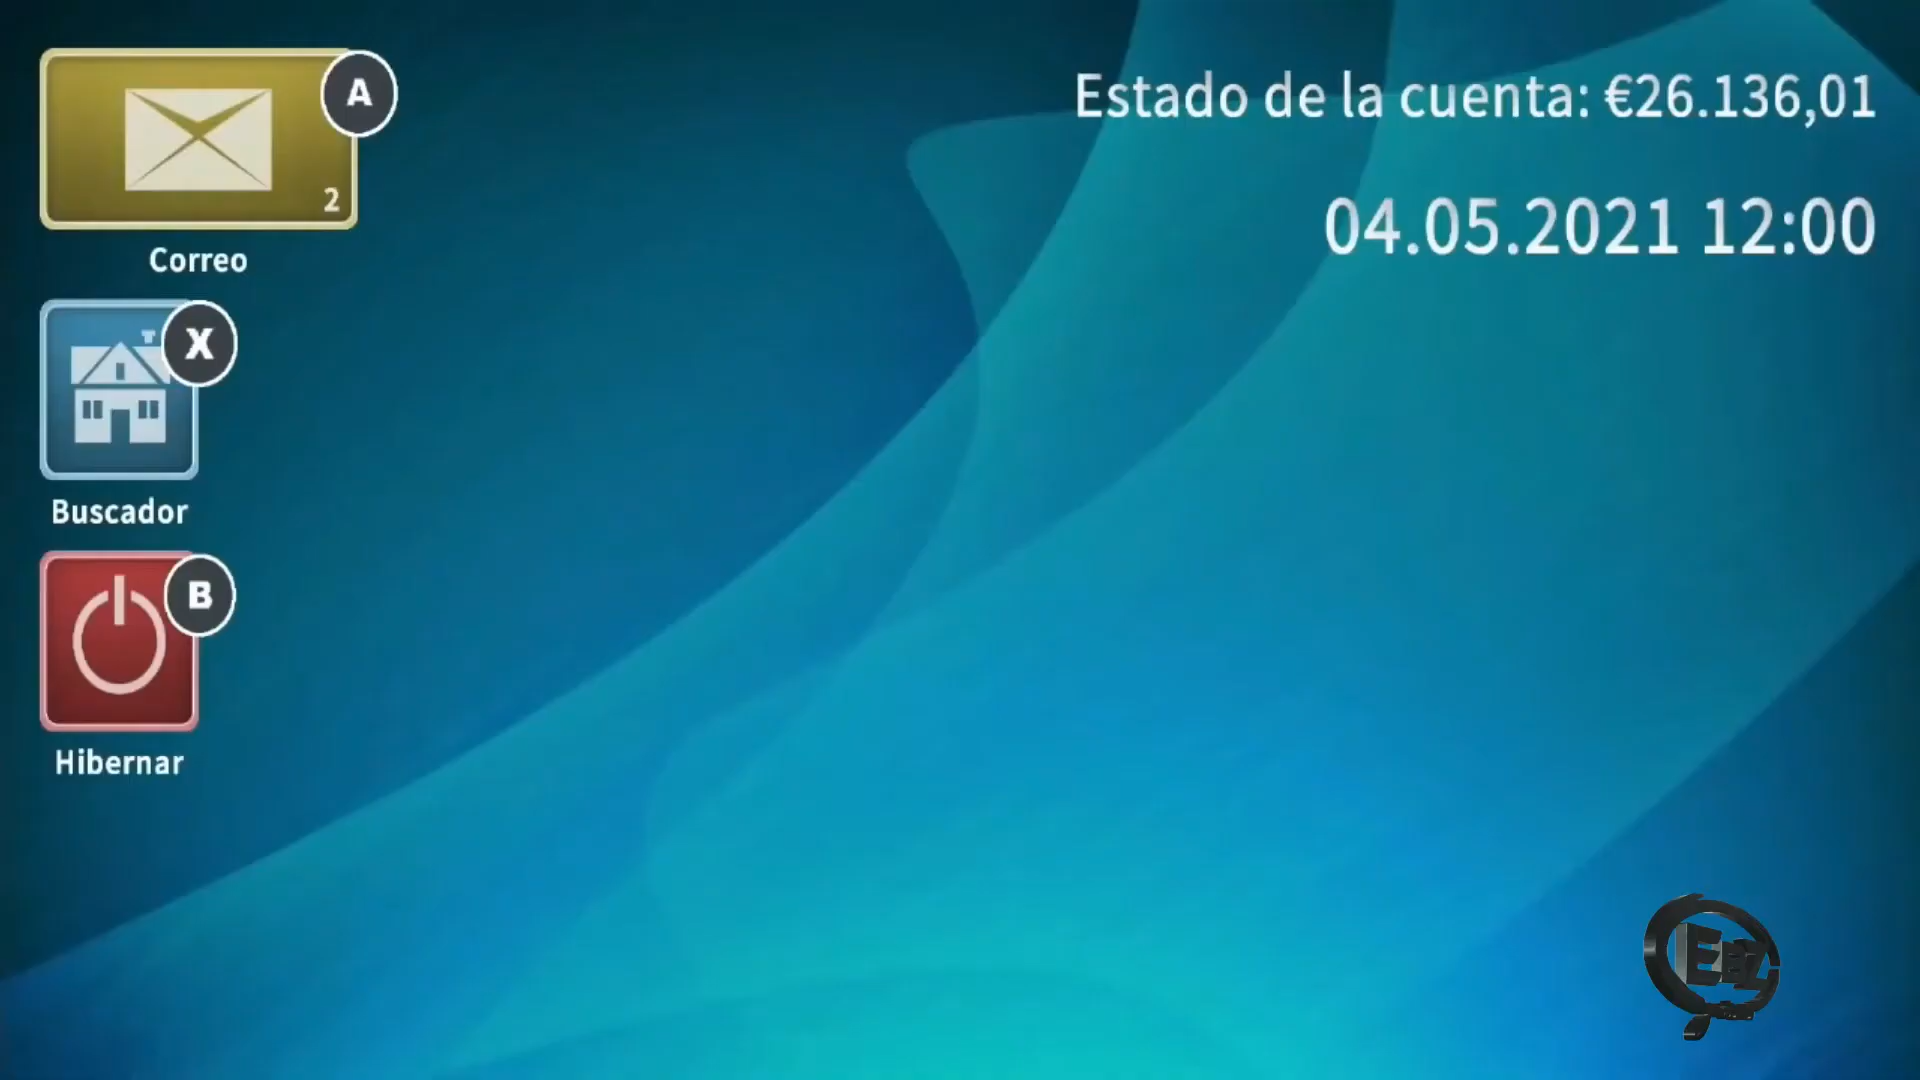 A
2
Correo
X
Buscador
B
Hibernar
Estado de la cuenta: €26.136,01
04.05.2021 12:00